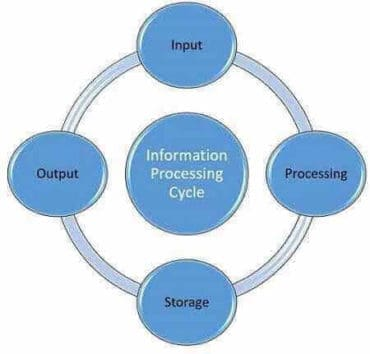 Input
Output
Information
Processing
Cycle
Processing
Storage